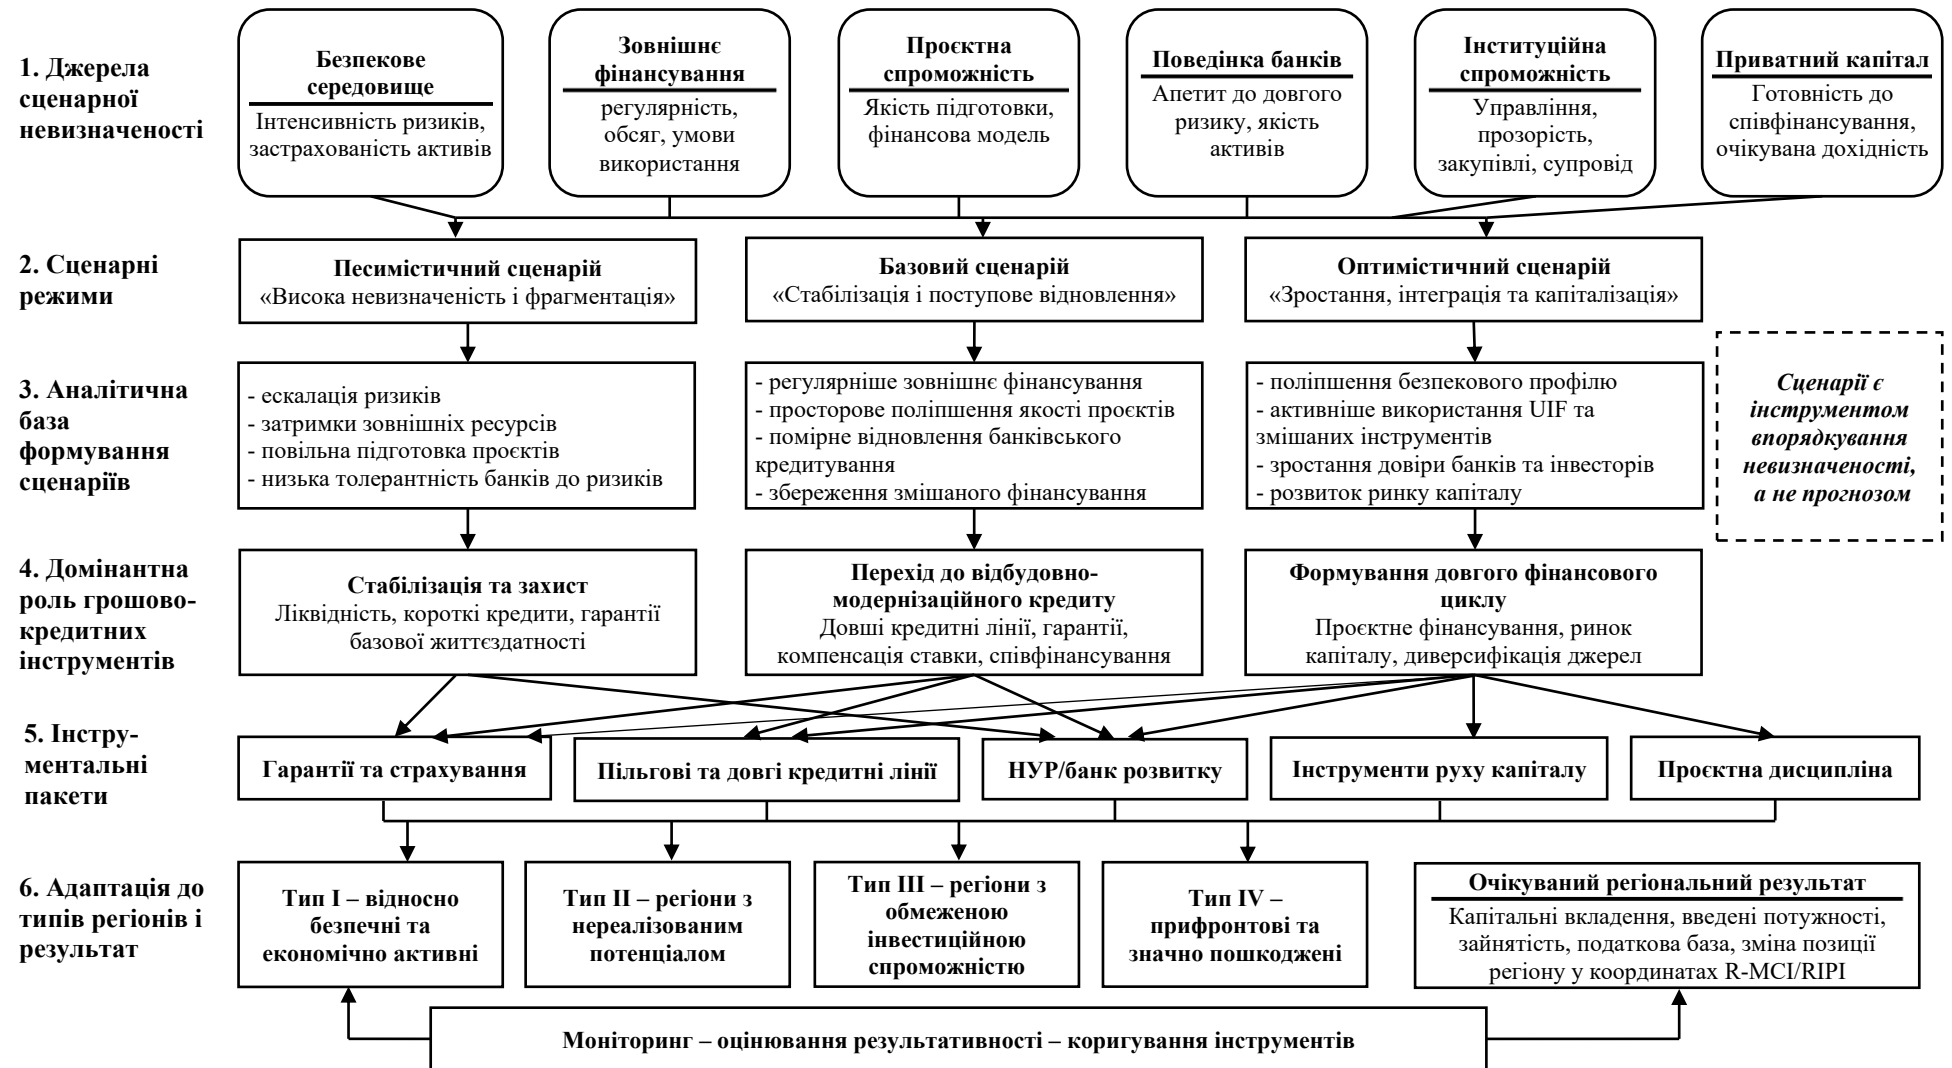 1. Джерела
сценарної
невизначеності
Безпекове
середовище
Інтенсивність ризиків,
застрахованість активів
Зовнішнє
фінансування
регулярність,
обсяг, умови
використання
Проєктна
спроможність
Якість підготовки,
фінансова модель
Поведінка банків
Апетит до довгого
ризику, якість
активів
Інституційна
спроможність
Управління,
прозорість,
закупівлі, супровід
Приватний капітал
Готовність до
співфінансування,
очікувана дохідність
2. Сценарні
режими
Песимістичний сценарій
«Висока невизначеність і фрагментація»
Базовий сценарій
«Стабілізація і поступове відновлення»
Оптимістичний сценарій
«Зростання, інтеграція та капіталізація»
3. Аналітична
база
формування
сценаріїв
- ескалація ризиків
- затримки зовнішніх ресурсів
- повільна підготовка проєктів
- низька толерантність банків до ризиків
- регулярніше зовнішнє фінансування
- просторове поліпшення якості проєктів
- помірне відновлення банківського
кредитування
- збереження змішаного фінансування
- поліпшення безпекового профілю
- активніше використання UIF та
змішаних інструментів
- зростання довіри банків та інвесторів
- розвиток ринку капіталу
Сценарії є
інструментом
впорядкування
невизначеності,
а не прогнозом
4. Домінантна
роль грошово-
кредитних
інструментів
Стабілізація та захист
Ліквідність, короткі кредити, гарантії
базової життєздатності
Перехід до відбудовно-
модернізаційного кредиту
Довші кредитні лінії, гарантії,
компенсація ставки, співфінансування
Формування довгого фінансового
циклу
Проєктне фінансування, ринок
капіталу, диверсифікація джерел
5. Інстру-
ментальні
пакети
Гарантії та страхування
Пільгові та довгі кредитні лінії
НУР/банк розвитку
Інструменти руху капіталу
Проєктна дисципліна
6. Адаптація до
типів регіонів і
результат
Тип I – відносно
безпечні та
економічно активні
Тип II – регіони з
нереалізованим
потенціалом
Тип III – регіони з
обмеженою
інвестиційною
спроможністю
Тип IV –
прифронтові та
значно пошкоджені
Очікуваний регіональний результат
Капітальні вкладення, введені потужності,
зайнятість, податкова база, зміна позиції
регіону у координатах R-MCI/RIPI
Моніторинг – оцінювання результативності – коригування інструментів